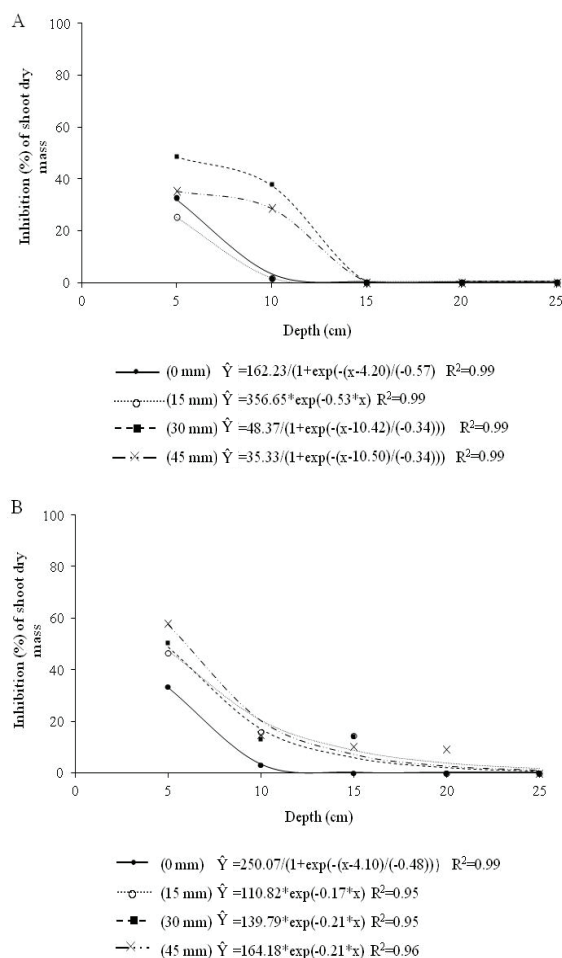 A
Inhibition (%) of shoot dry
mass
100
80
60
40
20
0
0 5 10 15 20 25
Depth (cm)
(0 mm) Ŷ =162.23/(1+exp(-(x-4.20)/(-0.57) R²=0.99
(15 mm) Ŷ =356.65*exp(-0.53*x) R²=0.99
(30 mm) Ŷ =48.37/(1+exp(-(x-10.42)/(-0.34))) R²=0.99
(45 mm) Ŷ =35.33/(1+exp(-(x-10.50)/(-0.34))) R²=0.99
B
Inhibition (%) of shoot dry
mass
100
80
60
40
20
0
0 5 10 15 20 25
Depth (cm)
(0 mm) Ŷ =250.07/(1+exp(-(x-4.10)/(-0.48))) R²=0.99
(15 mm) Ŷ =110.82*exp(-0.17*x) R²=0.95
(30 mm) Ŷ =139.79*exp(-0.21*x) R²=0.95
(45 mm) Ŷ =164.18*exp(-0.21*x) R²=0.96